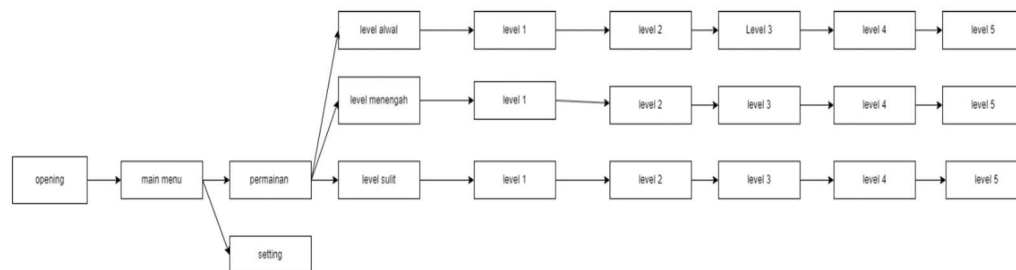 level alwal
level 1
level 2
Level 3
level 4
level 5
level menengah
level 1
level 2
level 3
level 4
level 5
opening
main menu
permainan
level sulit
level 1
level 2
level 3
level 4
level 5
setting